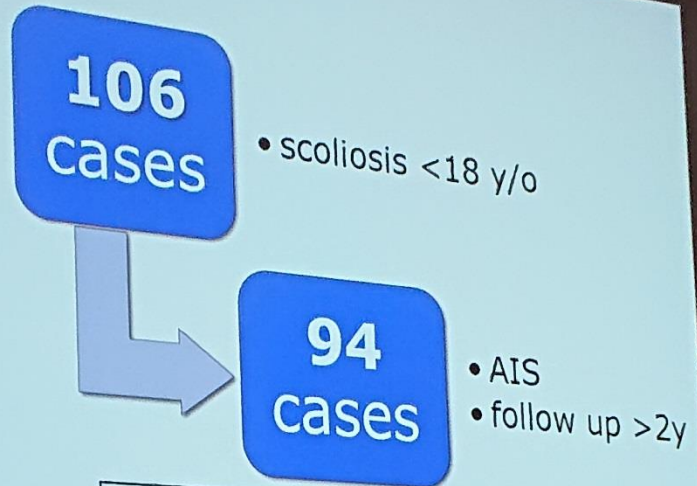 106
cases
• scoliosis <18 y/o
94
cases
• AIS
• follow up >2y